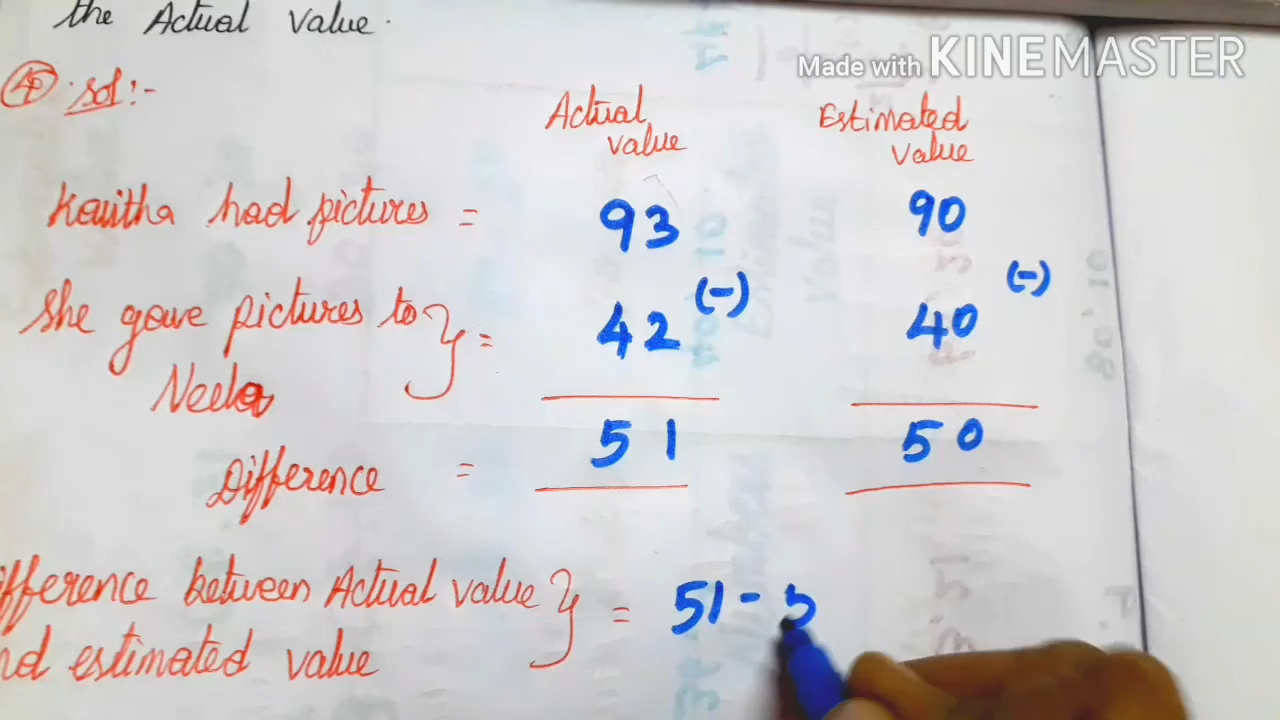 the Actual value.
Made with KINEMASTER
④ sol:-
Actual value
Estimated value
Kavitha had pictures = 93 90
She gave pictures to Neela } = 42 (-) 40 (-)
Difference = 51 50
ifference between Actual value
nd estimated value } = 51 - 5